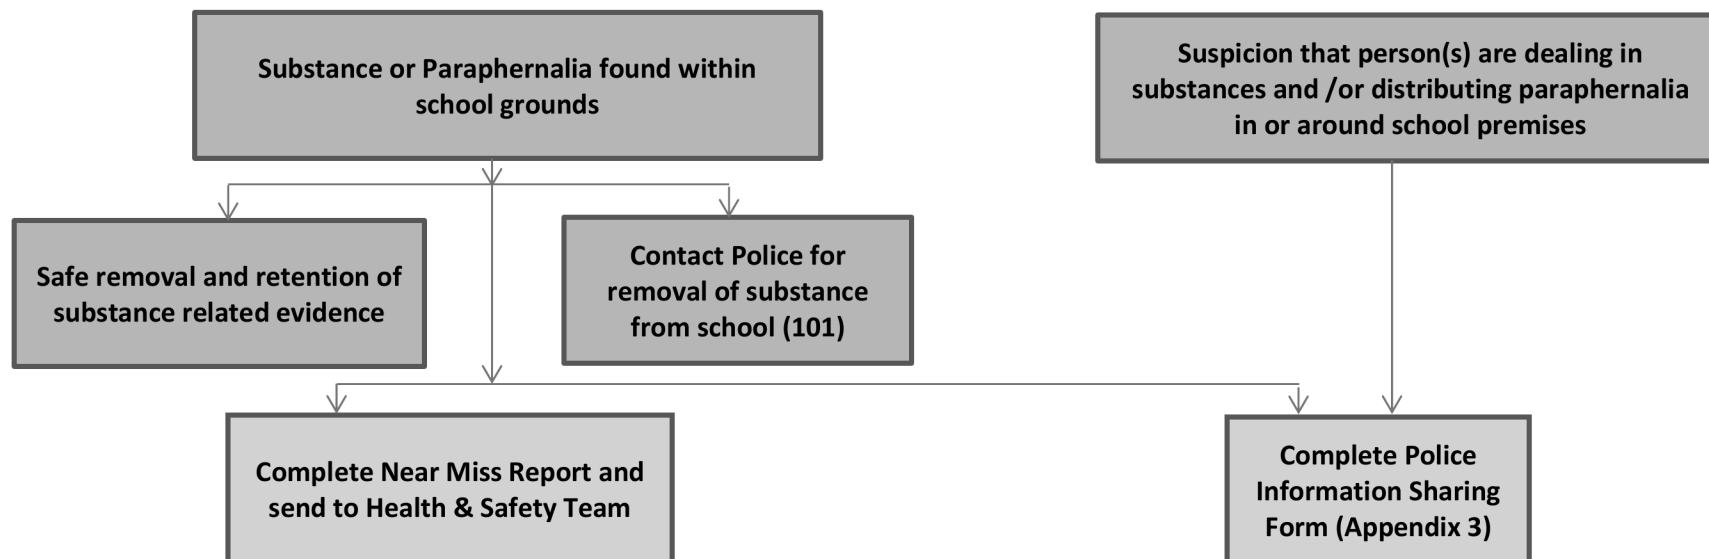 Substance or Paraphernalia found within
school grounds
Suspicion that person(s) are dealing in
substances and /or distributing paraphernalia
in or around school premises
Safe removal and retention of
substance related evidence
Contact Police for
removal of substance
from school (101)
Complete Near Miss Report and
send to Health & Safety Team
Complete Police
Information Sharing
Form (Appendix 3)